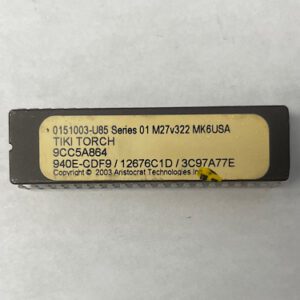 * 0151003-U85 Series 01 M27v322 MK6USA
TIKI TORCH
9CC5A864
940E-CDF9 / 12676C1D / 3C97A77E
Copyright © 2003 Aristocrat Technologies Inc